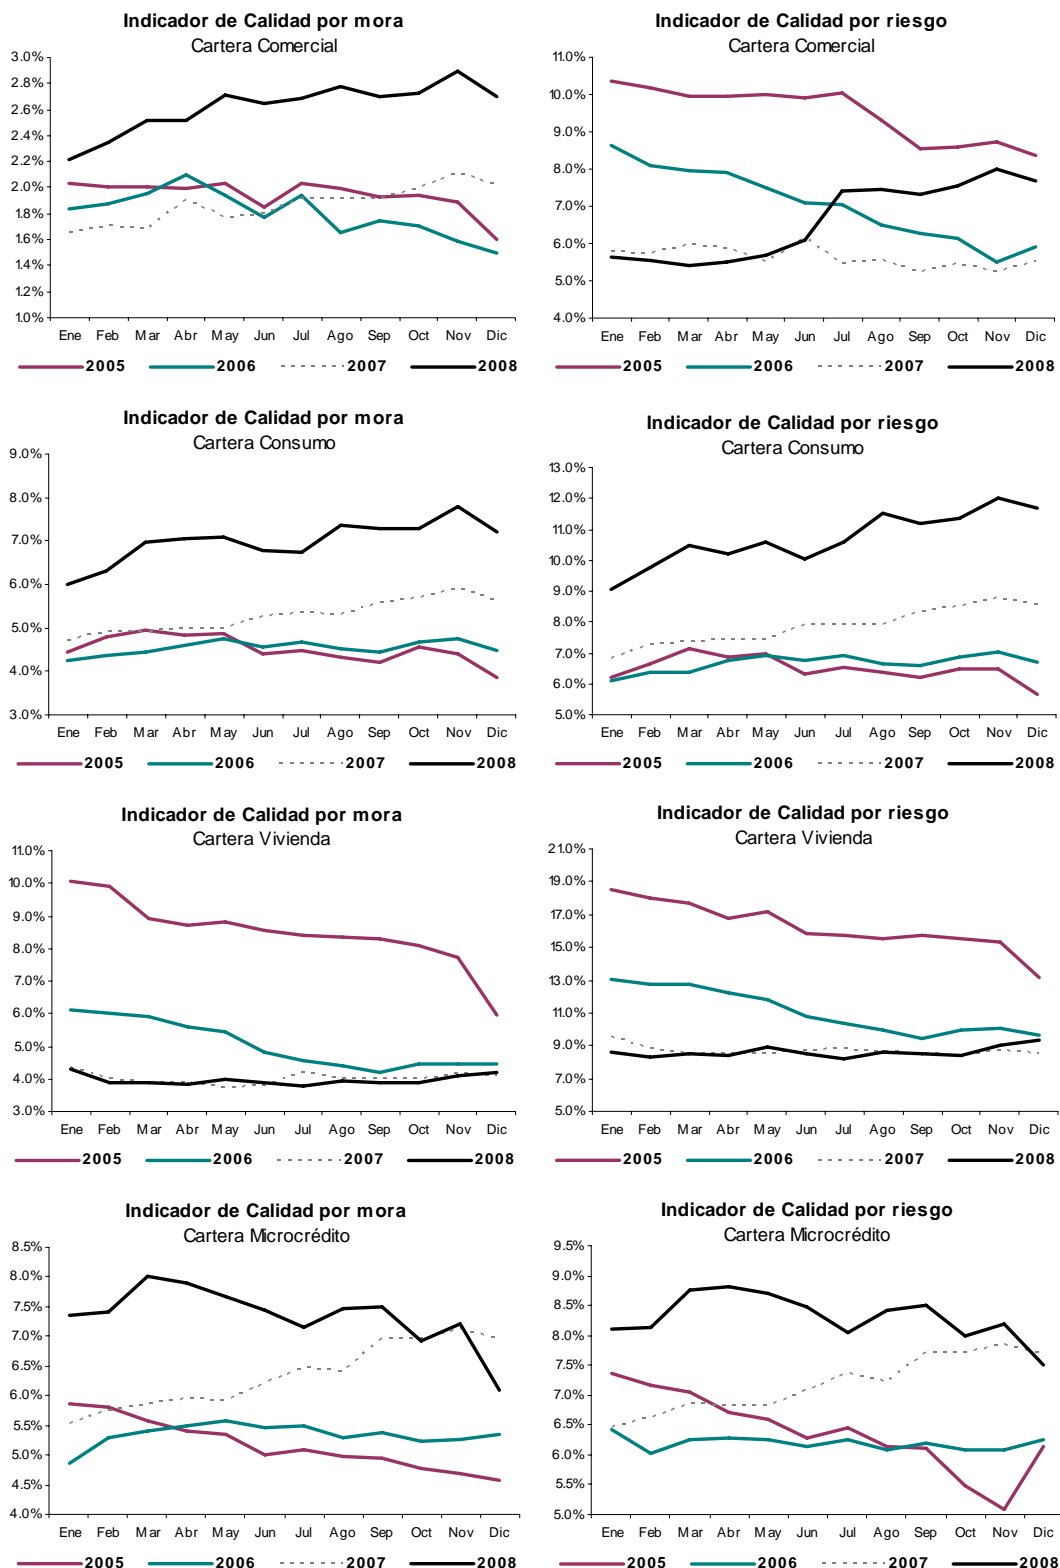 Indicador de Calidad por mora
Cartera Comercial
3.0%
2.8%
2.6%
2.4%
2.2%
2.0%
1.8%
1.6%
1.4%
1.2%
1.0%
Ene Feb Mar Abr May Jun Jul Ago Sep Oct Nov Dic
2005 2006 2007 2008
Indicador de Calidad por riesgo
Cartera Comercial
11.0%
10.0%
9.0%
8.0%
7.0%
6.0%
5.0%
4.0%
Ene Feb Mar Abr May Jun Jul Ago Sep Oct Nov Dic
2005 2006 2007 2008
Indicador de Calidad por mora
Cartera Consumo
9.0%
8.0%
7.0%
6.0%
5.0%
4.0%
3.0%
Ene Feb Mar Abr May Jun Jul Ago Sep Oct Nov Dic
2005 2006 2007 2008
Indicador de Calidad por riesgo
Cartera Consumo
13.0%
12.0%
11.0%
10.0%
9.0%
8.0%
7.0%
6.0%
5.0%
Ene Feb Mar Abr May Jun Jul Ago Sep Oct Nov Dic
2005 2006 2007 2008
Indicador de Calidad por mora
Cartera Vivienda
11.0%
10.0%
9.0%
8.0%
7.0%
6.0%
5.0%
4.0%
3.0%
Ene Feb Mar Abr May Jun Jul Ago Sep Oct Nov Dic
2005 2006 2007 2008
Indicador de Calidad por riesgo
Cartera Vivienda
21.0%
19.0%
17.0%
15.0%
13.0%
11.0%
9.0%
7.0%
5.0%
Ene Feb Mar Abr May Jun Jul Ago Sep Oct Nov Dic
2005 2006 2007 2008
Indicador de Calidad por mora
Cartera Microcrédito
8.5%
8.0%
7.5%
7.0%
6.5%
6.0%
5.5%
5.0%
4.5%
4.0%
Ene Feb Mar Abr May Jun Jul Ago Sep Oct Nov Dic
2005 2006 2007 2008
Indicador de Calidad por riesgo
Cartera Microcrédito
9.5%
9.0%
8.5%
8.0%
7.5%
7.0%
6.5%
6.0%
5.5%
5.0%
Ene Feb Mar Abr May Jun Jul Ago Sep Oct Nov Dic
2005 2006 2007 2008